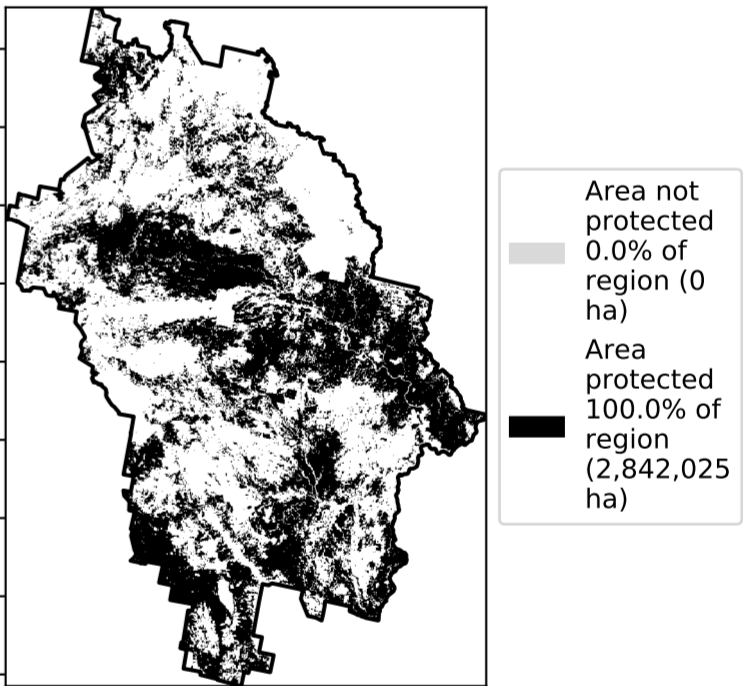 Area not
protected
0.0% of
region (0
ha)
Area
protected
100.0% of
region
(2,842,025
ha)